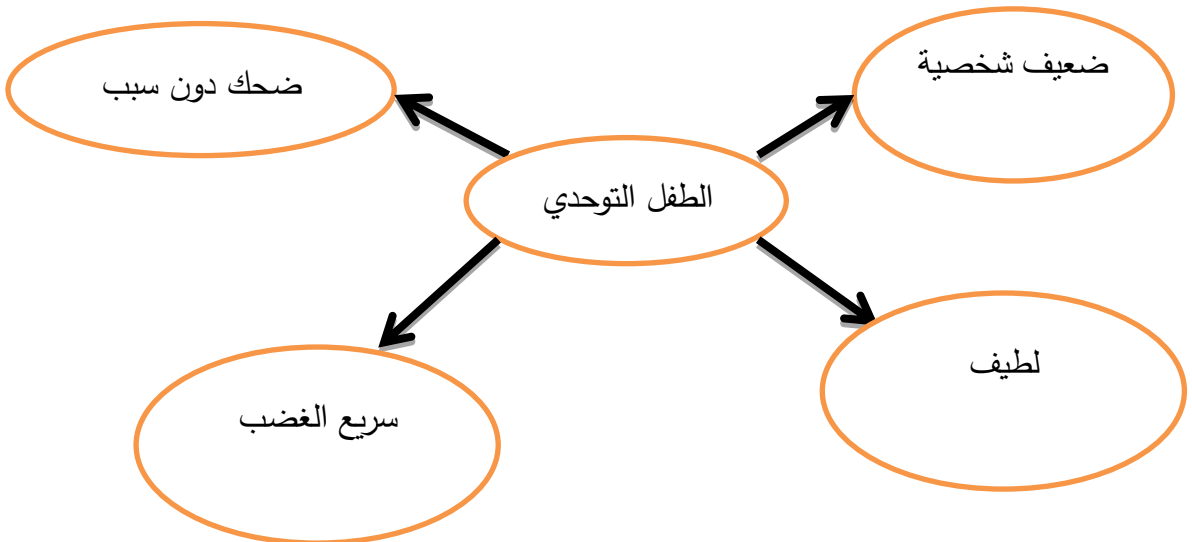 ضعيف شخصية
ضحك دون سبب
الطفل التوحدي
لطيف
سريع الغضب